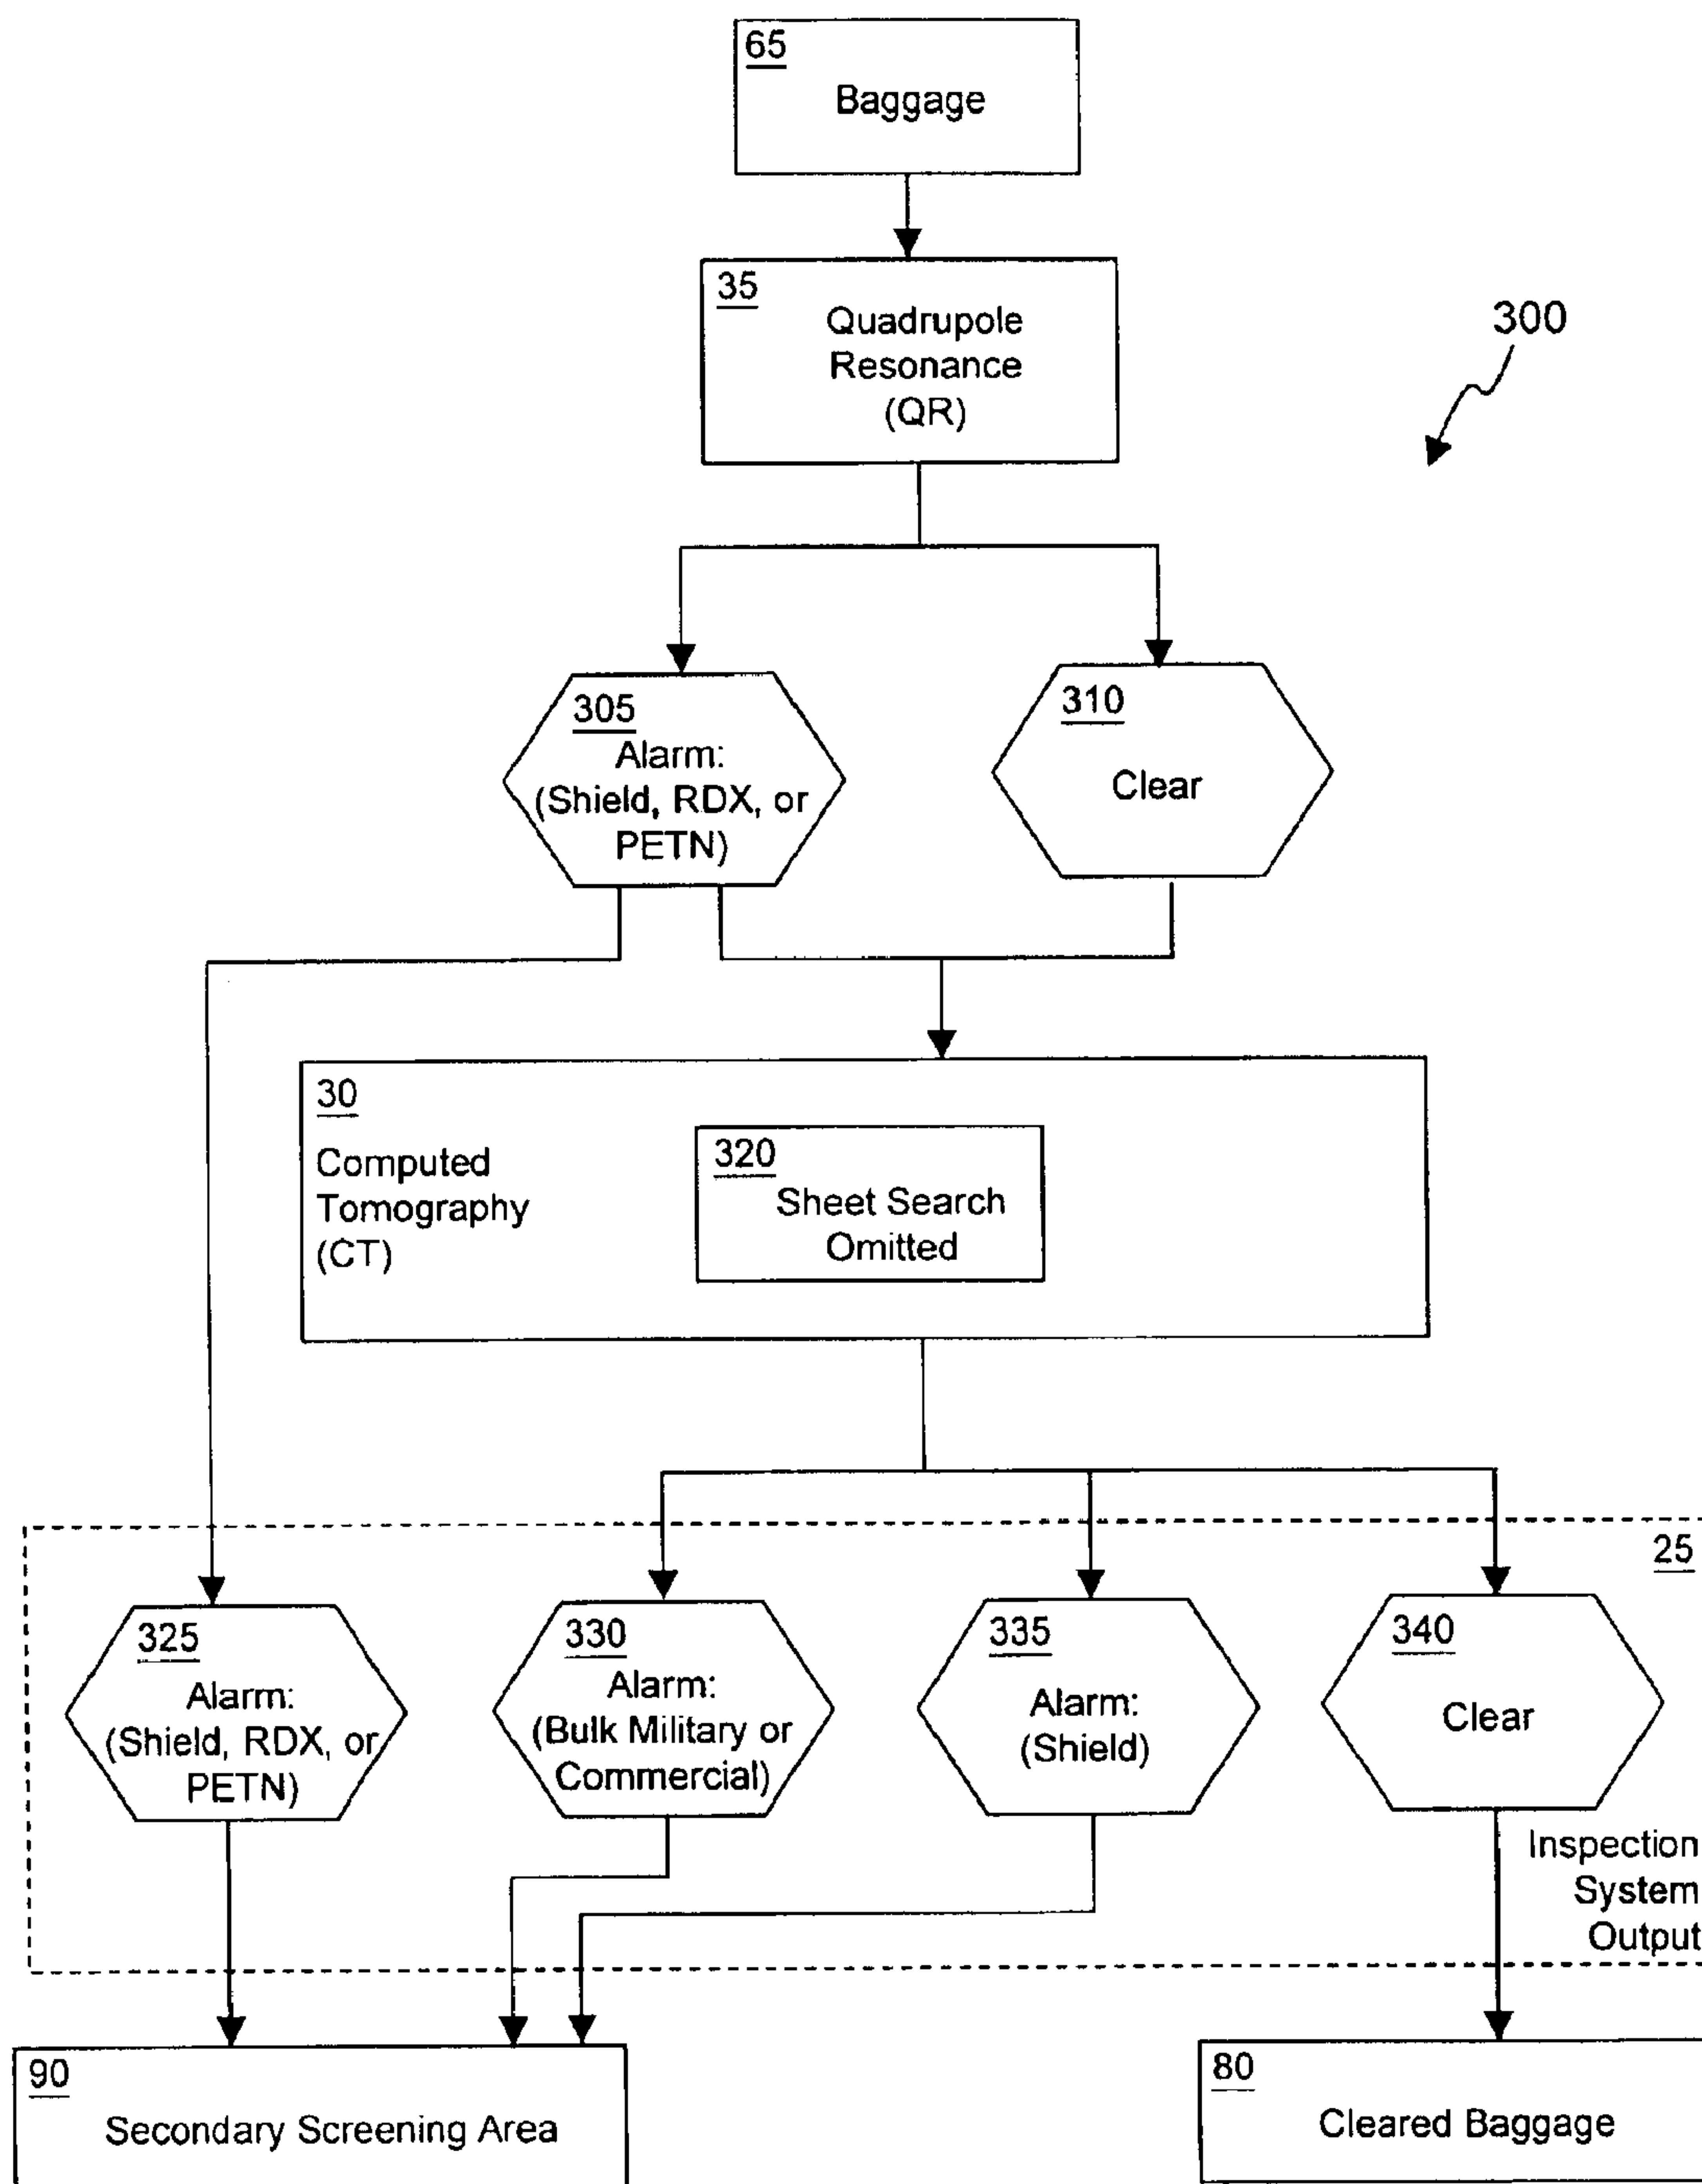 65
Baggage
35
Quadrupole
Resonance
(QR)
300
305
Alarm:
(Shield, RDX, or
PETN)
310
Clear
30
Computed
Tomography
(CT)
320
Sheet Search
Omitted
25
325
Alarm:
(Shield, RDX, or
PETN)
330
Alarm:
(Bulk Military or
Commercial)
335
Alarm:
(Shield)
340
Clear
Inspection
System
Output
90
Secondary Screening Area
80
Cleared Baggage